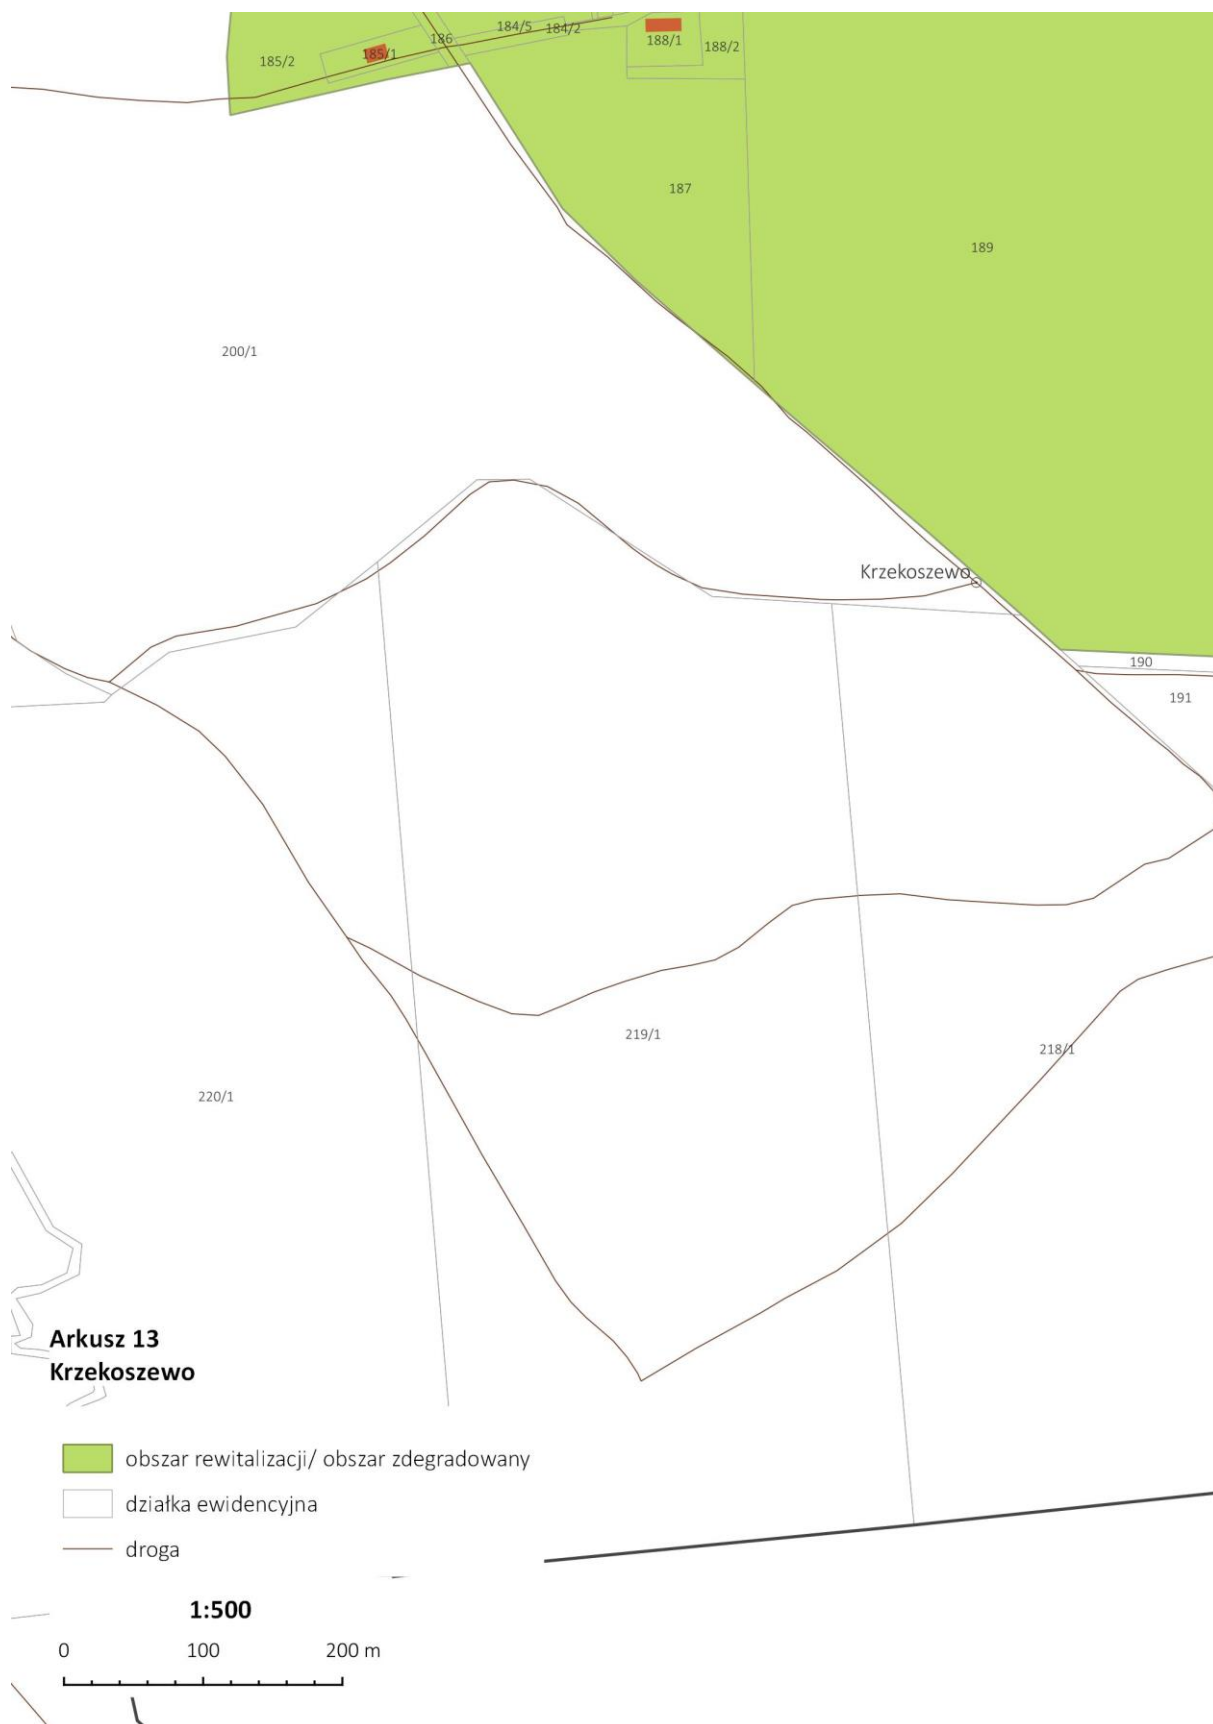 184/5
184/2
186
188/1
188/2
185/1
185/2
187
189
200/1
Krzekoszewo
190
191
219/1
218/1
220/1
Arkusz 13
Krzekoszewo
obszar rewitalizacji/ obszar zdegradowany
działka ewidencyjna
droga
1:500
0 100 200 m